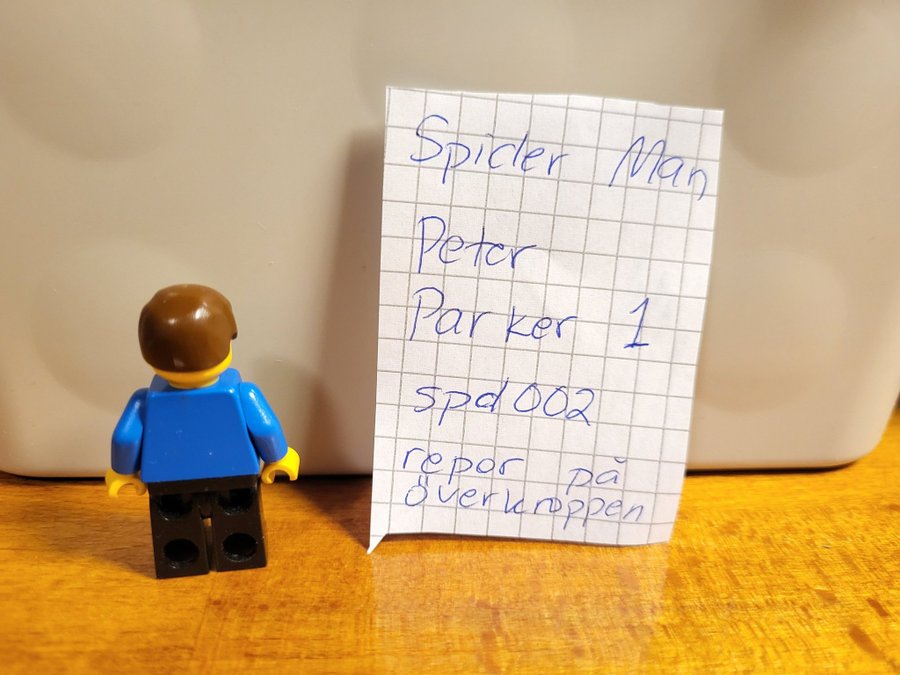 Spider Man
Peter
Parker 1
spd002
repor på
överkroppen